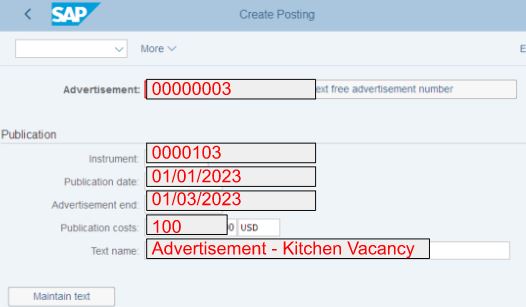 SAP Create Posting
More E
Advertisement: 00000003 ext free advertisement number
Publication
Instrument: 0000103
Publication date: 01/01/2023
Advertisement end: 01/03/2023
Publication costs: 100 USD
Text name: Advertisement - Kitchen Vacancy
Maintain text